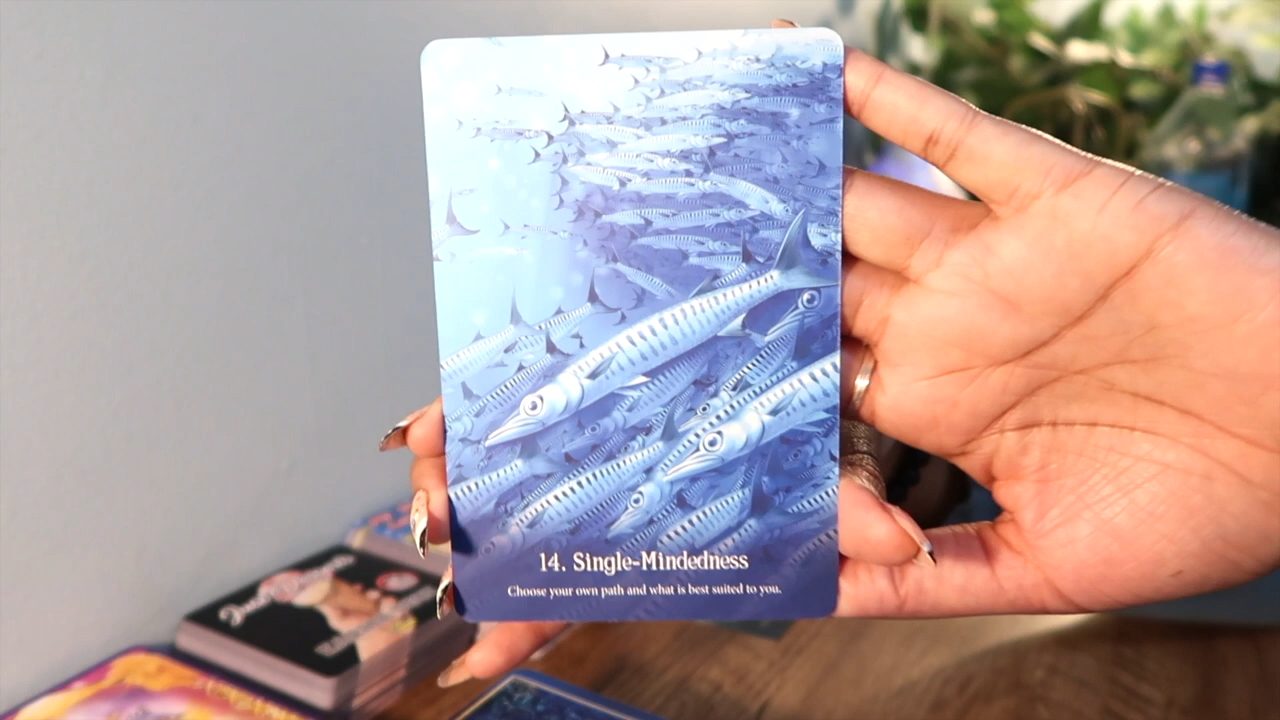 14. Single-Mindedness
Choose your own path and what is best suited to you.